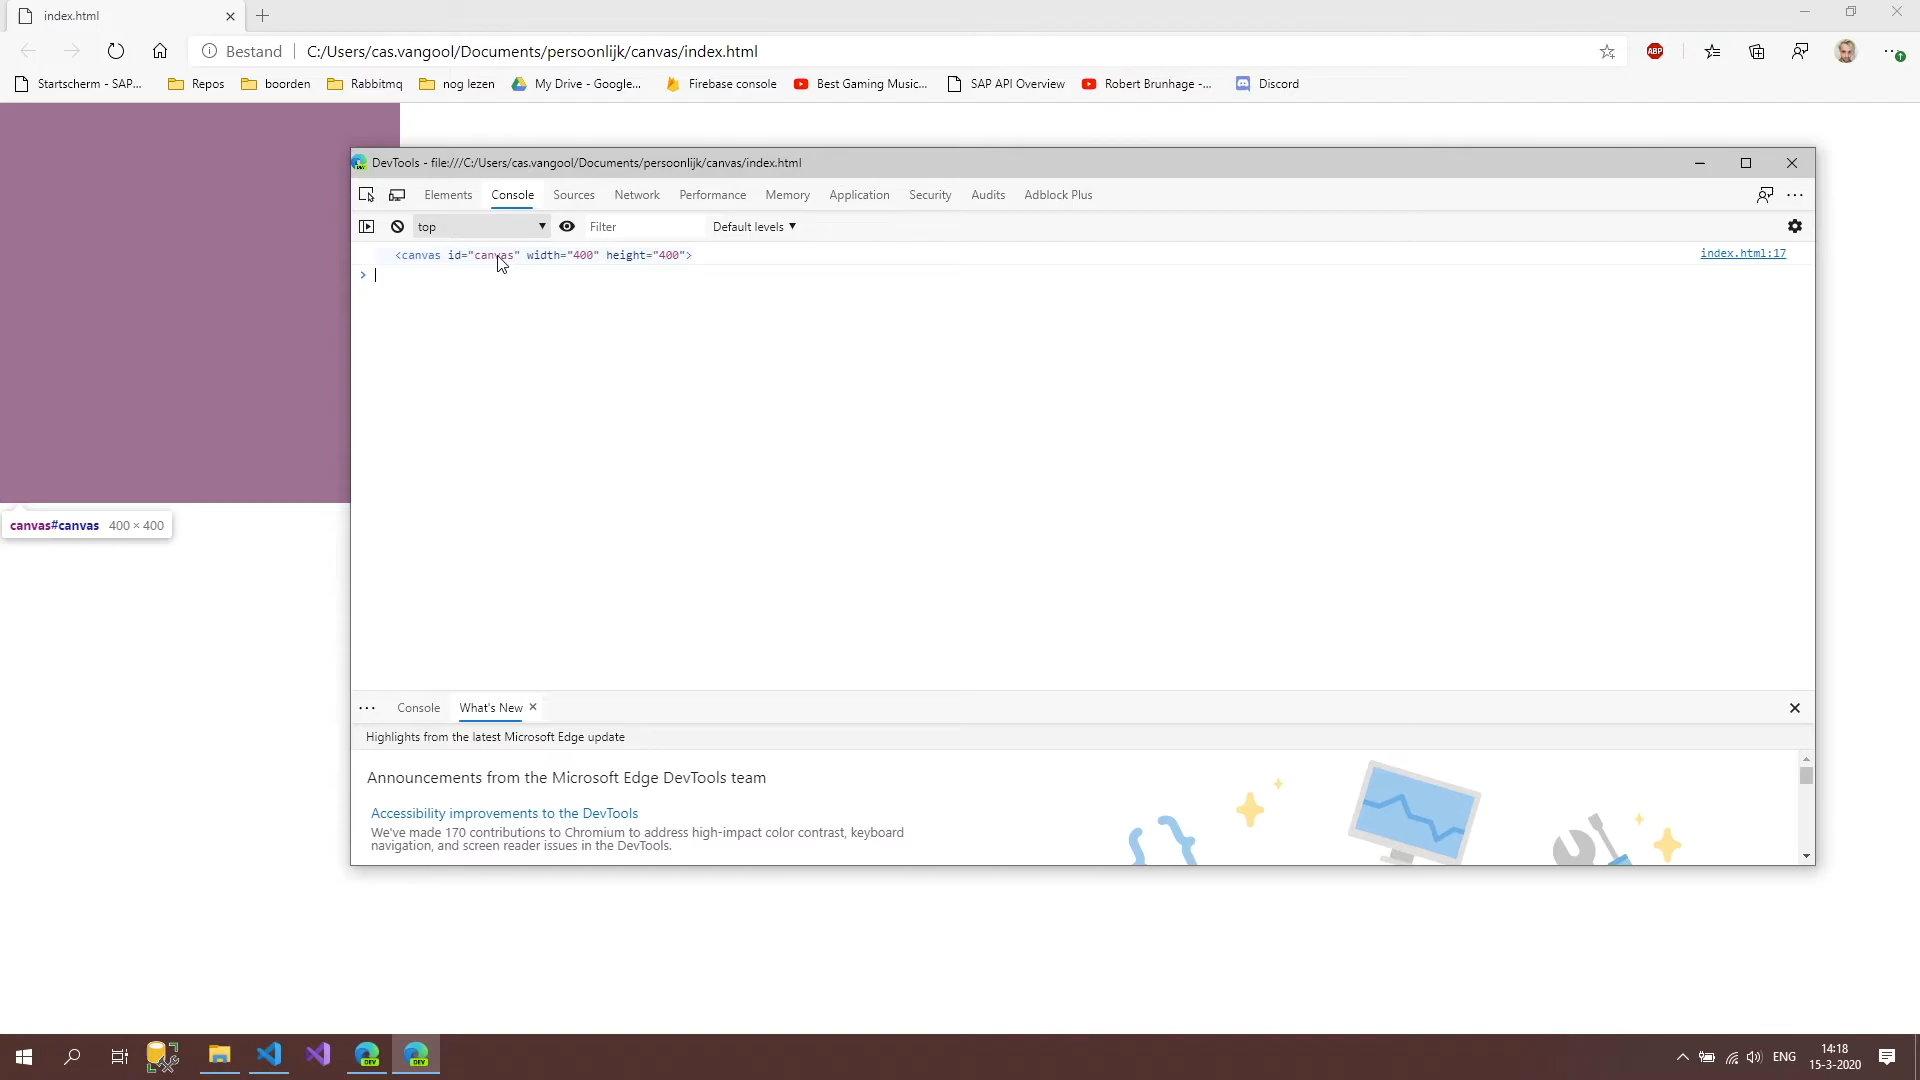 index.html
Bestand
C:/Users/cas.vangool/Documents/persoonlijk/canvas/index.html
ABP
Startscherm - SAP...
Repos
boorden
Rabbitmq
nog lezen
My Drive - Google...
Firebase console
Best Gaming Music...
SAP API Overview
Robert Brunhage -...
Discord
DevTools - file:///C:/Users/cas.vangool/Documents/persoonlijk/canvas/index.html
Elements
Console
Sources
Network
Performance
Memory
Application
Security
Audits
Adblock Plus
top
Filter
Default levels
<canvas id="canvas" width="400" height="400">
index.html:17
canvas#canvas 400 × 400
Console
What's New
Highlights from the latest Microsoft Edge update
Announcements from the Microsoft Edge DevTools team
Accessibility improvements to the DevTools
We've made 170 contributions to Chromium to address high-impact color contrast, keyboard
navigation, and screen reader issues in the DevTools.
DEV
DEV
ENG
14:18
15-3-2020